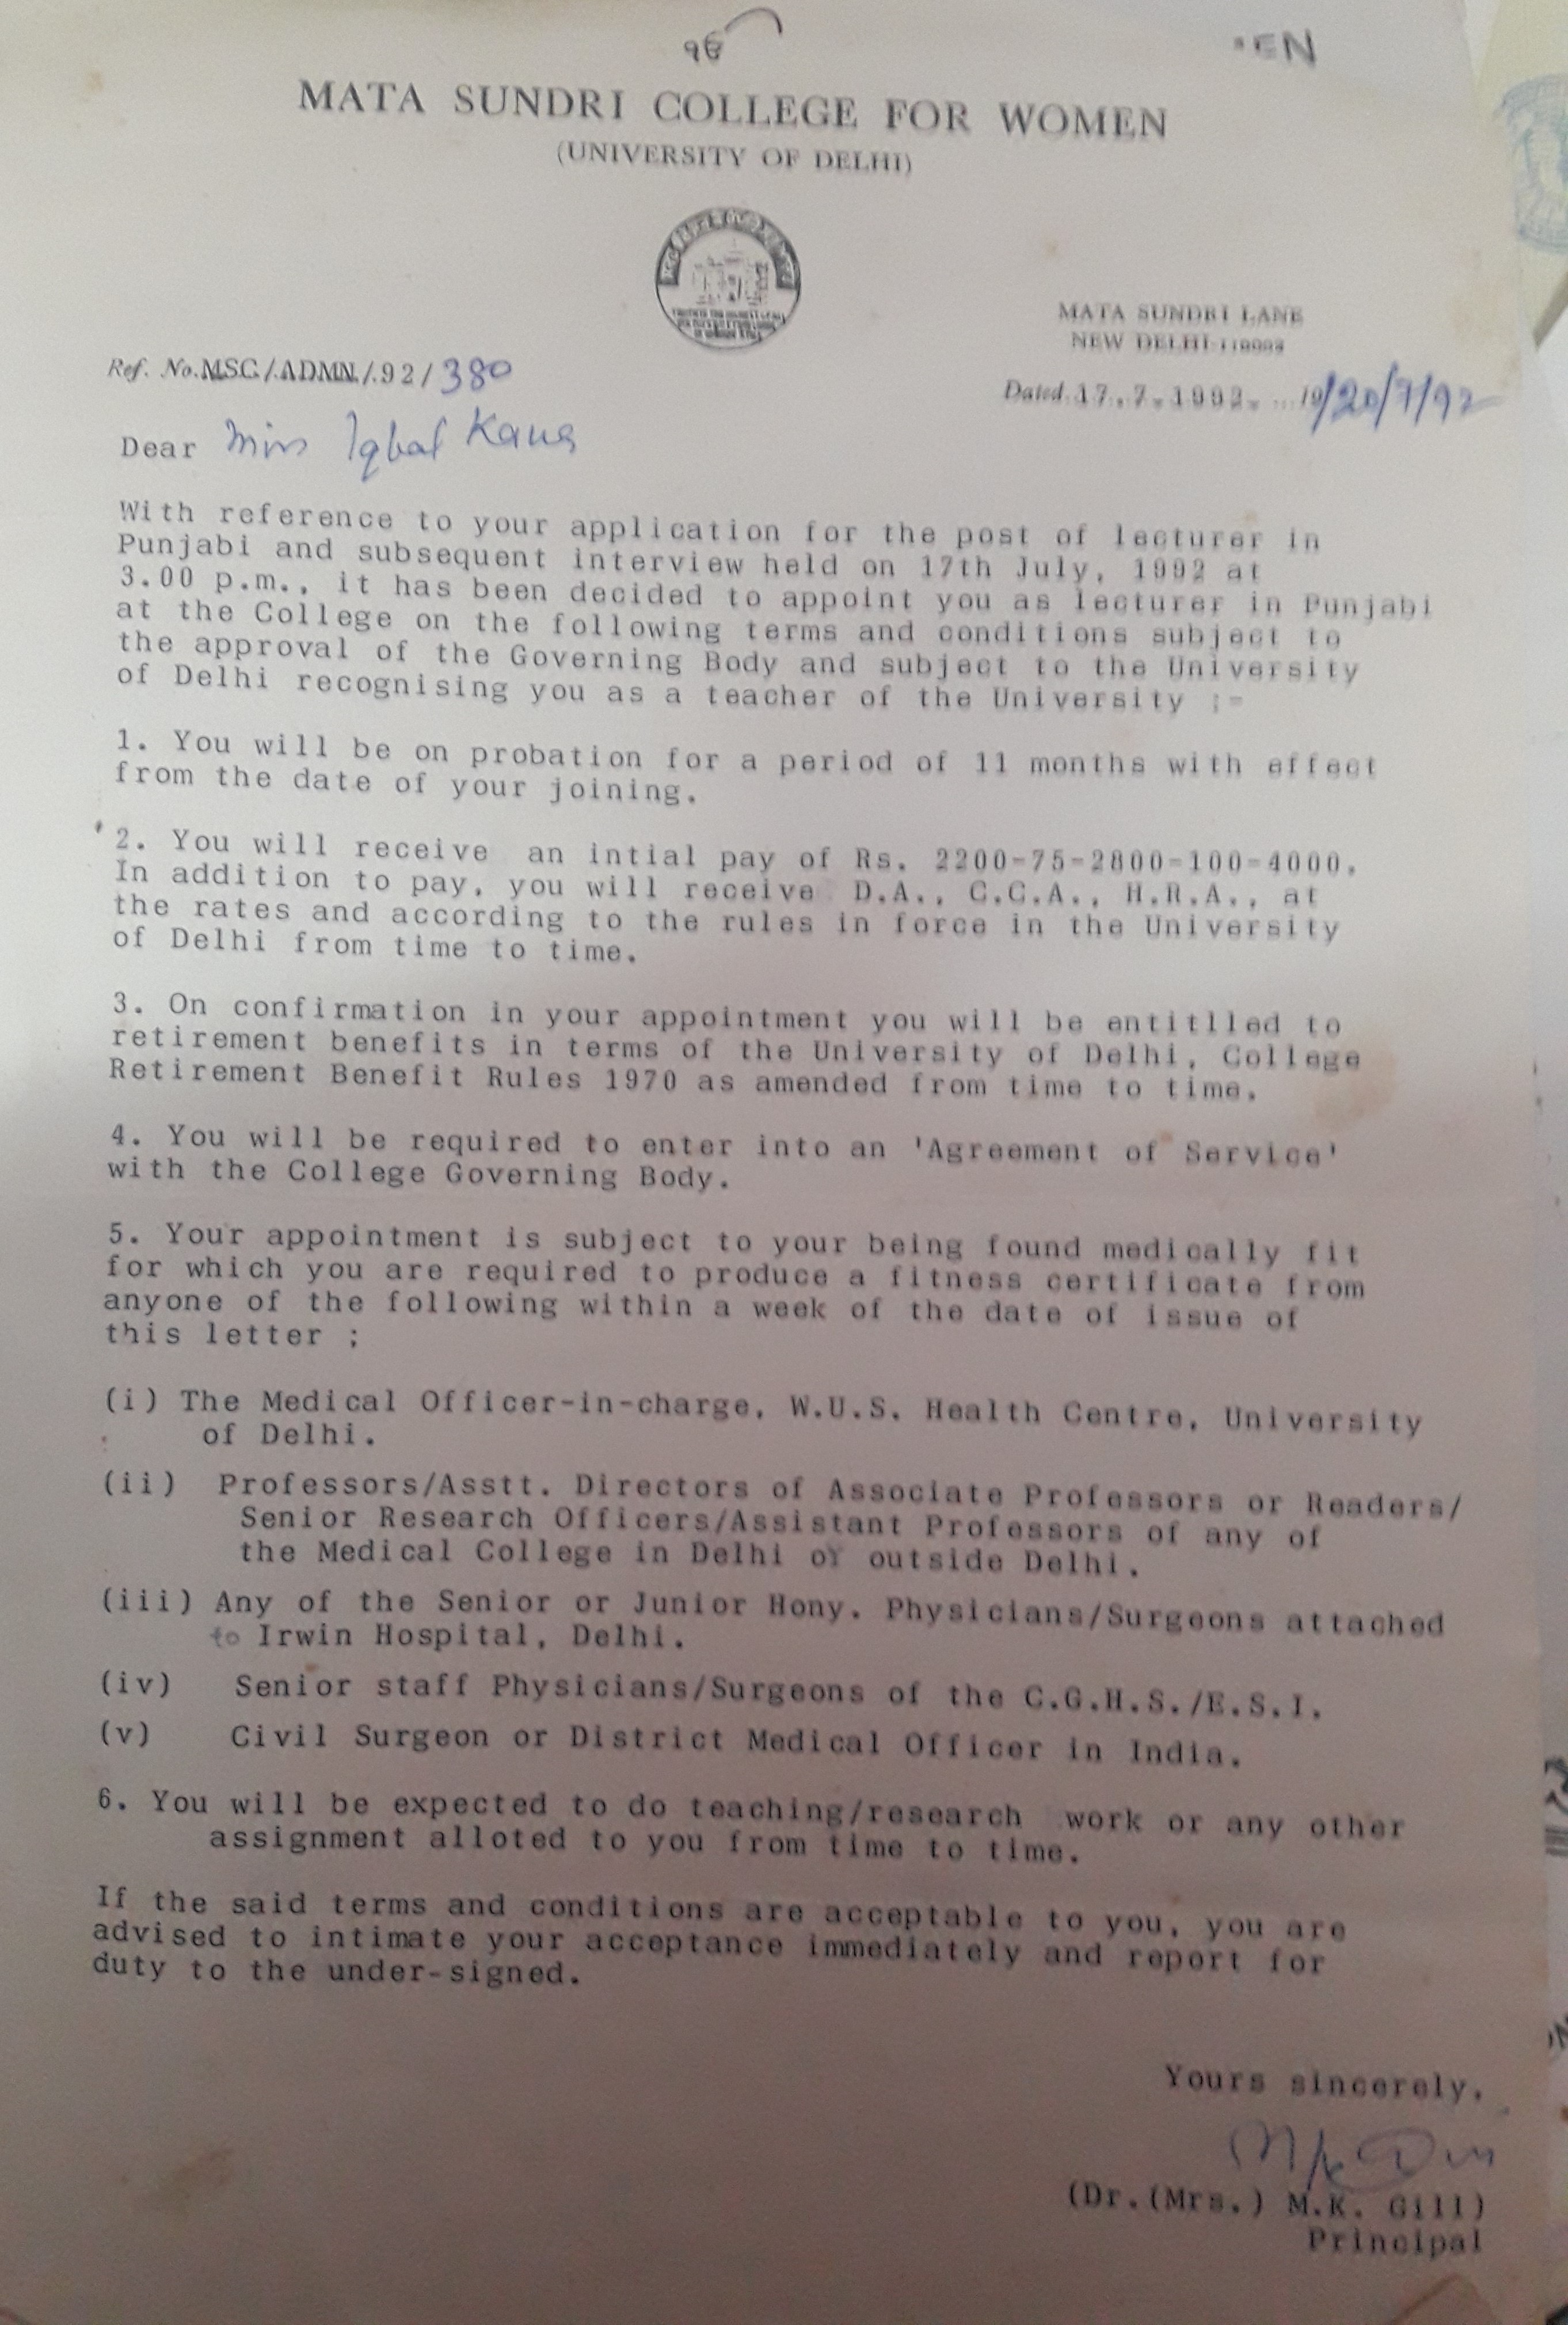 98
EN
MATA SUNDRI COLLEGE FOR WOMEN
(UNIVERSITY OF DELHI)
MATA SUNDRI LANE
NEW DELHI-110002
Ref. No. MSC/ADMN/.92/380
Dated 17.7.1992. 19/20/7/92
Dear Miss Iqbal Kaur
With reference to your application for the post of lecturer in
Punjabi and subsequent interview held on 17th July, 1992 at
3.00 p.m., it has been decided to appoint you as lecturer in Punjabi
at the College on the following terms and conditions subject to
the approval of the Governing Body and subject to the University
of Delhi recognising you as a teacher of the University :-
1. You will be on probation for a period of 11 months with effect
from the date of your joining.
2. You will receive an intial pay of Rs. 2200-75-2800-100-4000.
In addition to pay, you will receive D.A., C.C.A., H.R.A., at
the rates and according to the rules in force in the University
of Delhi from time to time.
3. On confirmation in your appointment you will be entitlled to
retirement benefits in terms of the University of Delhi, College
Retirement Benefit Rules 1970 as amended from time to time.
4. You will be required to enter into an 'Agreement of Service'
with the College Governing Body.
5. Your appointment is subject to your being found medically fit
for which you are required to produce a fitness certificate from
anyone of the following within a week of the date of issue of
this letter ;
(i) The Medical Officer-in-charge, W.U.S. Health Centre, University
of Delhi.
(ii) Professors/Asstt. Directors of Associate Professors or Readers/
Senior Research Officers/Assistant Professors of any of
the Medical College in Delhi or outside Delhi.
(iii) Any of the Senior or Junior Hony. Physicians/Surgeons attached
to Irwin Hospital, Delhi.
(iv) Senior staff Physicians/Surgeons of the C.G.H.S./E.S.I.
(v) Civil Surgeon or District Medical Officer in India.
6. You will be expected to do teaching/research work or any other
assignment alloted to you from time to time.
If the said terms and conditions are acceptable to you, you are
advised to intimate your acceptance immediately and report for
duty to the under-signed.
Yours sincerely,
(Dr.(Mrs.) M.K. Gill)
Principal